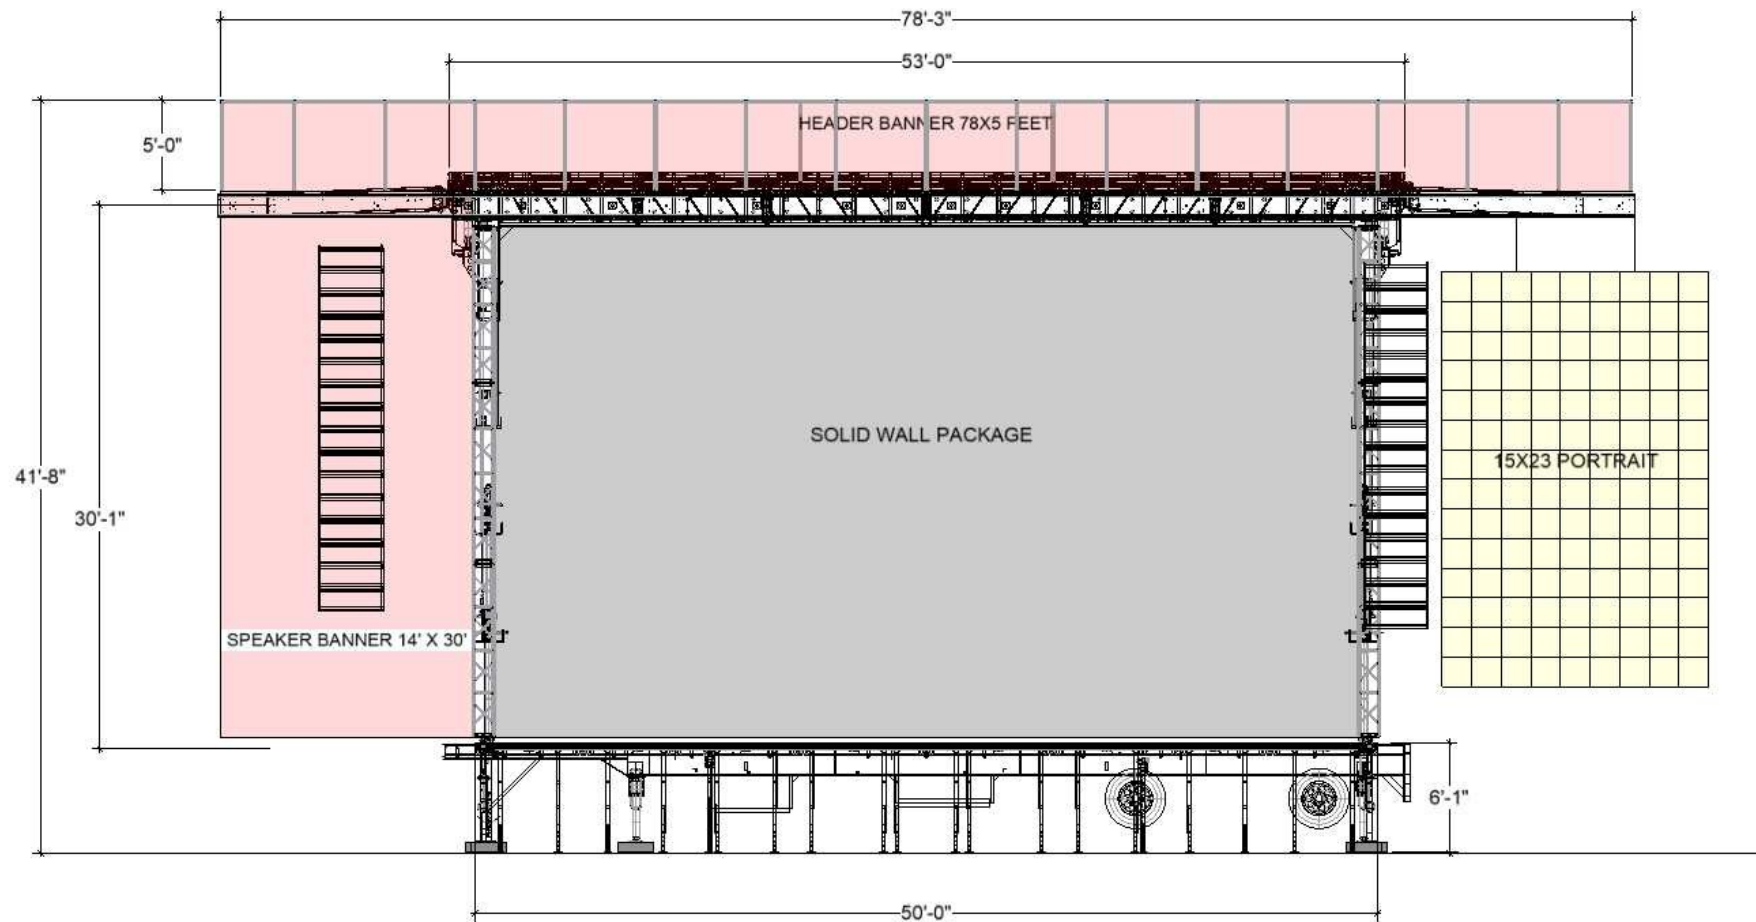 78'-3"
53'-0"
HEADER BANNER 78X5 FEET
5'-0"
SOLID WALL PACKAGE
15X23 PORTRAIT
41'-8"
30'-1"
SPEAKER BANNER 14' X 30'
6'-1"
50'-0"